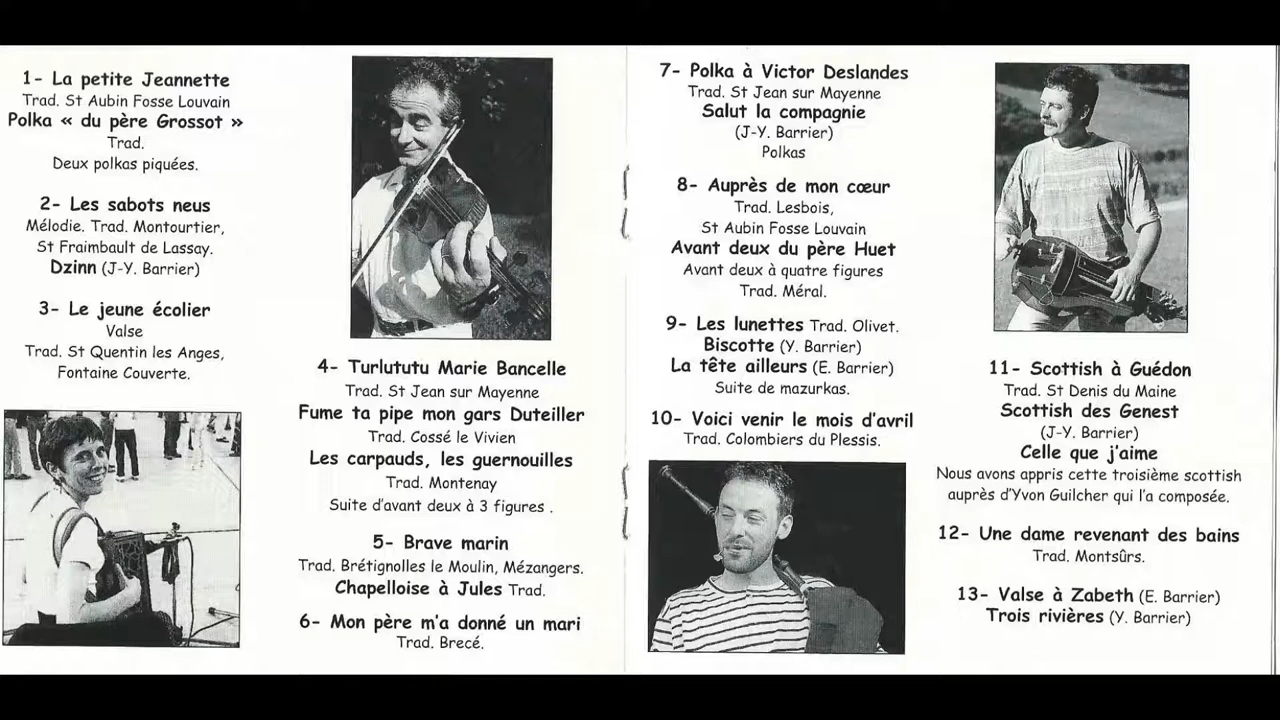 1- La petite Jeannette
Trad. St Aubin Fosse Louvain
Polka « du père Grossot »
Trad.
Deux polkas piquées.
2- Les sabots neus
Mélodie. Trad. Montourtier,
St Fraimbault de Lassay.
Dzinn (J-Y. Barrier)
3- Le jeune écolier
Valse
Trad. St Quentin les Anges,
Fontaine Couverte.
4- Turlututu Marie Bancelle
Trad. St Jean sur Mayenne
Fume ta pipe mon gars Duteiller
Trad. Cossé le Vivien
Les carpauds, les guernouilles
Trad. Montenay
Suite d'avant deux à 3 figures .
5- Brave marin
Trad. Brétignolles le Moulin, Mézangers.
Chapelloise à Jules Trad.
6- Mon père m'a donné un mari
Trad. Brecé.
7- Polka à Victor Deslandes
Trad. St Jean sur Mayenne
Salut la compagnie
(J-Y. Barrier)
Polkas
8- Auprès de mon cœur
Trad. Lesbois,
St Aubin Fosse Louvain
Avant deux du père Huet
Avant deux à quatre figures
Trad. Méral.
9- Les lunettes Trad. Olivet.
Biscotte (Y. Barrier)
La tête ailleurs (E. Barrier)
Suite de mazurkas.
10- Voici venir le mois d'avril
Trad. Colombiers du Plessis.
11- Scottish à Guédon
Trad. St Denis du Maine
Scottish des Genest
(J-Y. Barrier)
Celle que j'aime
Nous avons appris cette troisième scottish
auprès d'Yvon Guilcher qui l'a composée.
12- Une dame revenant des bains
Trad. Montsûrs.
13- Valse à Zabeth (E. Barrier)
Trois rivières (Y. Barrier)